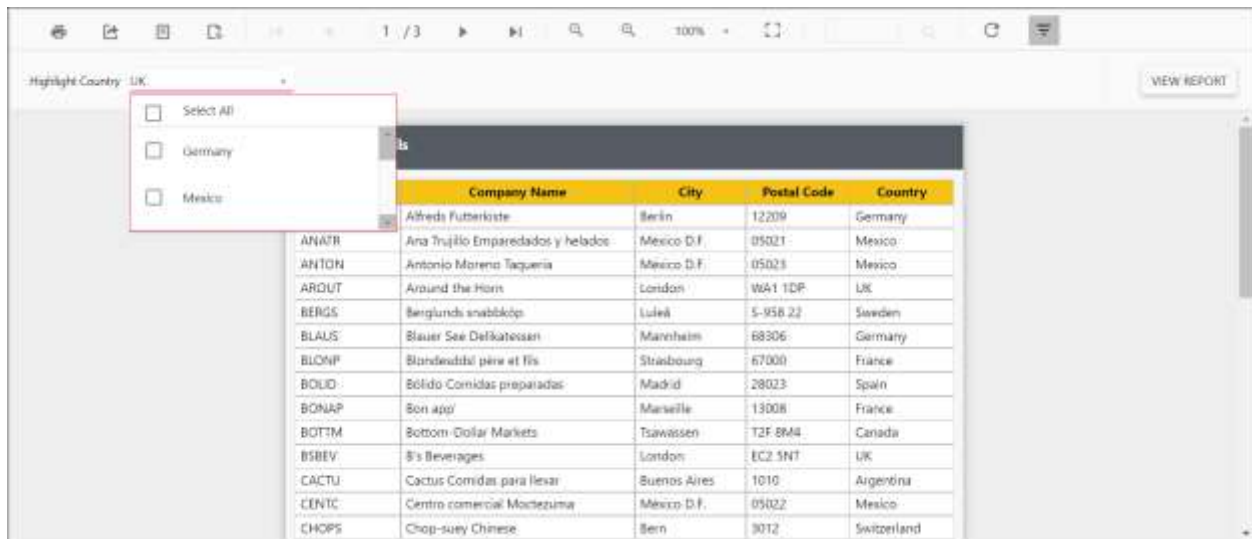 1 / 3 100%
Highlight Country UK VIEW REPORT
Select All
Germany
Mexico
ls
Company Name City Postal Code Country
Alfreds Futterkiste Berlin 12209 Germany
ANATR Ana Trujillo Emparedados y helados México D.F. 05021 Mexico
ANTON Antonio Moreno Taquería México D.F. 05023 Mexico
AROUT Around the Horn London WA1 1DP UK
BERGS Berglunds snabbköp Luleå S-958 22 Sweden
BLAUS Blauer See Delikatessen Mannheim 68306 Germany
BLONP Blondesddsl père et fils Strasbourg 67000 France
BOLID Bólido Comidas preparadas Madrid 28023 Spain
BONAP Bon app' Marseille 13008 France
BOTTM Bottom-Dollar Markets Tsawassen T2F 8M4 Canada
BSBEV B's Beverages London EC2 5NT UK
CACTU Cactus Comidas para llevar Buenos Aires 1010 Argentina
CENTC Centro comercial Moctezuma México D.F. 05022 Mexico
CHOPS Chop-suey Chinese Bern 3012 Switzerland